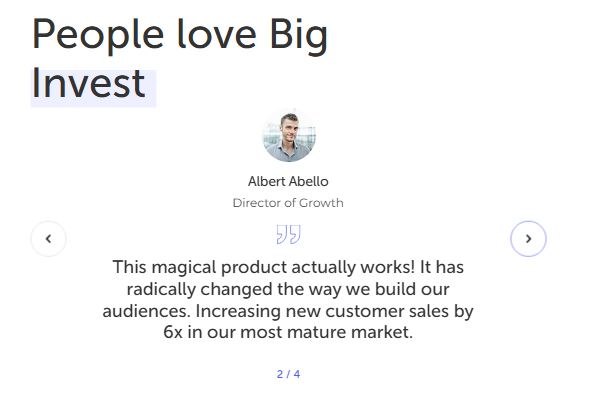 People love Big
Invest
Albert Abello
Director of Growth
This magical product actually works! It has
radically changed the way we build our
audiences. Increasing new customer sales by
6x in our most mature market.
2 / 4